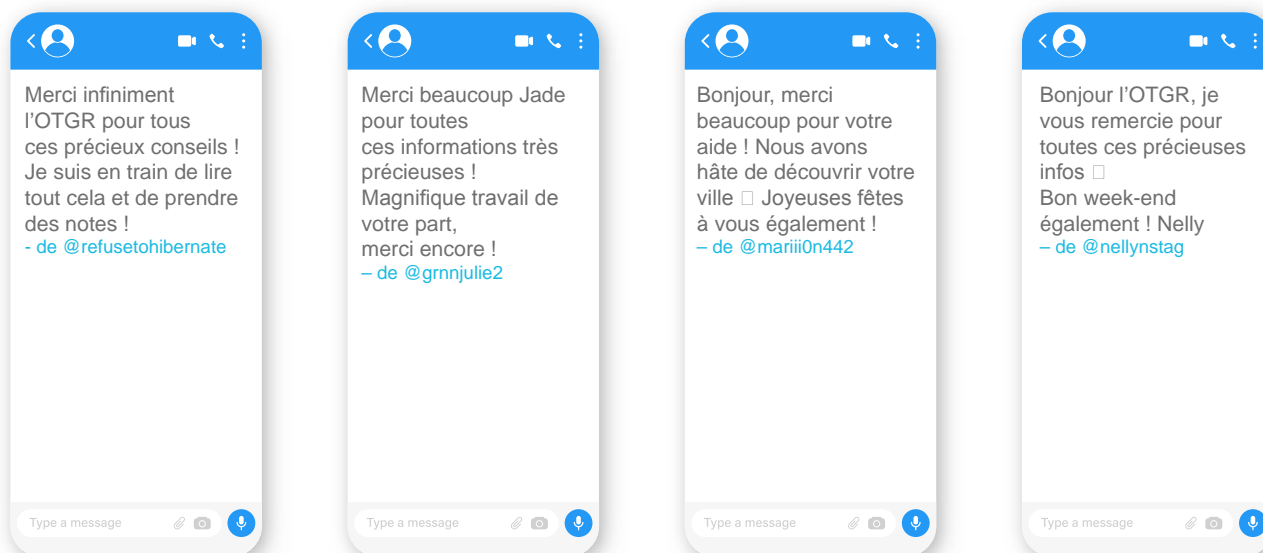 Merci infiniment
l’OTGR pour tous
ces précieux conseils !
Je suis en train de lire
tout cela et de prendre
des notes !
- de @refusetohibernate
Type a message
Merci beaucoup Jade
pour toutes
ces informations très
précieuses !
Magnifique travail de
votre part,
merci encore !
– de @grnnjulie2
Type a message
Bonjour, merci
beaucoup pour votre
aide ! Nous avons
hâte de découvrir votre
ville □ Joyeuses fêtes
à vous également !
– de @mariii0n442
Type a message
Bonjour l’OTGR, je
vous remercie pour
toutes ces précieuses
infos □
Bon week-end
également ! Nelly
– de @nellynstag
Type a message